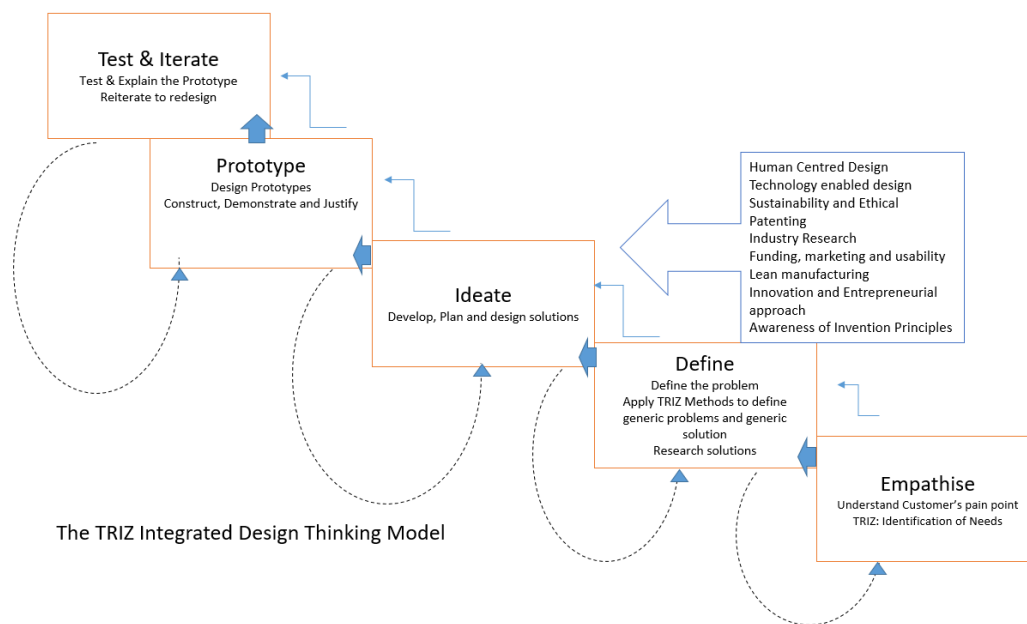 Test & Iterate
Test & Explain the Prototype
Reiterate to redesign
Prototype
Design Prototypes
Construct, Demonstrate and Justify
Human Centred Design
Technology enabled design
Sustainability and Ethical
Patenting
Industry Research
Funding, marketing and usability
Lean manufacturing
Innovation and Entrepreneurial
approach
Awareness of Invention Principles
Ideate
Develop, Plan and design solutions
Define
Define the problem
Apply TRIZ Methods to define
generic problems and generic
solution
Research solutions
Empathise
Understand Customer's pain point
TRIZ: Identification of Needs
The TRIZ Integrated Design Thinking Model